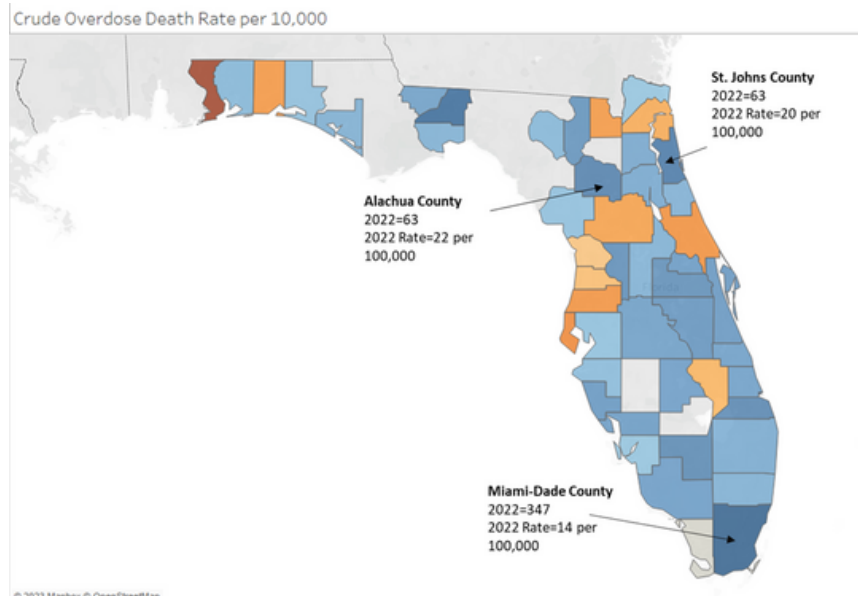 Crude Overdose Death Rate per 10,000
St. Johns County
2022=63
2022 Rate=20 per
100,000
Alachua County
2022=63
2022 Rate=22 per
100,000
Florida
Miami-Dade County
2022=347
2022 Rate=14 per
100,000